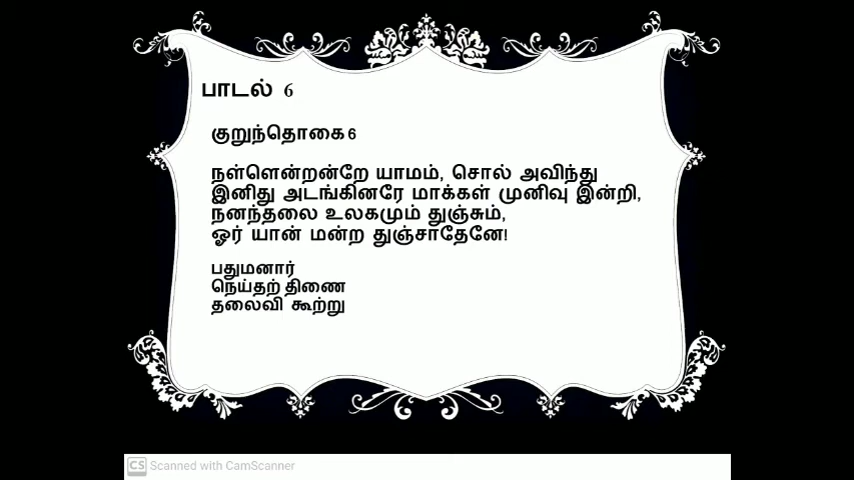 பாடல் 6
குறுந்தொகை 6
நள்ளென்றன்றே யாமம், சொல் அவிந்து
இனிது அடங்கினரே மாக்கள் முனிவு இன்றி,
நனந்தலை உலகமும் துஞ்சும்,
ஓர் யான் மன்ற துஞ்சாதேனே!
பதுமனார்
நெய்தற் திணை
தலைவி கூற்று
CS Scanned with CamScanner